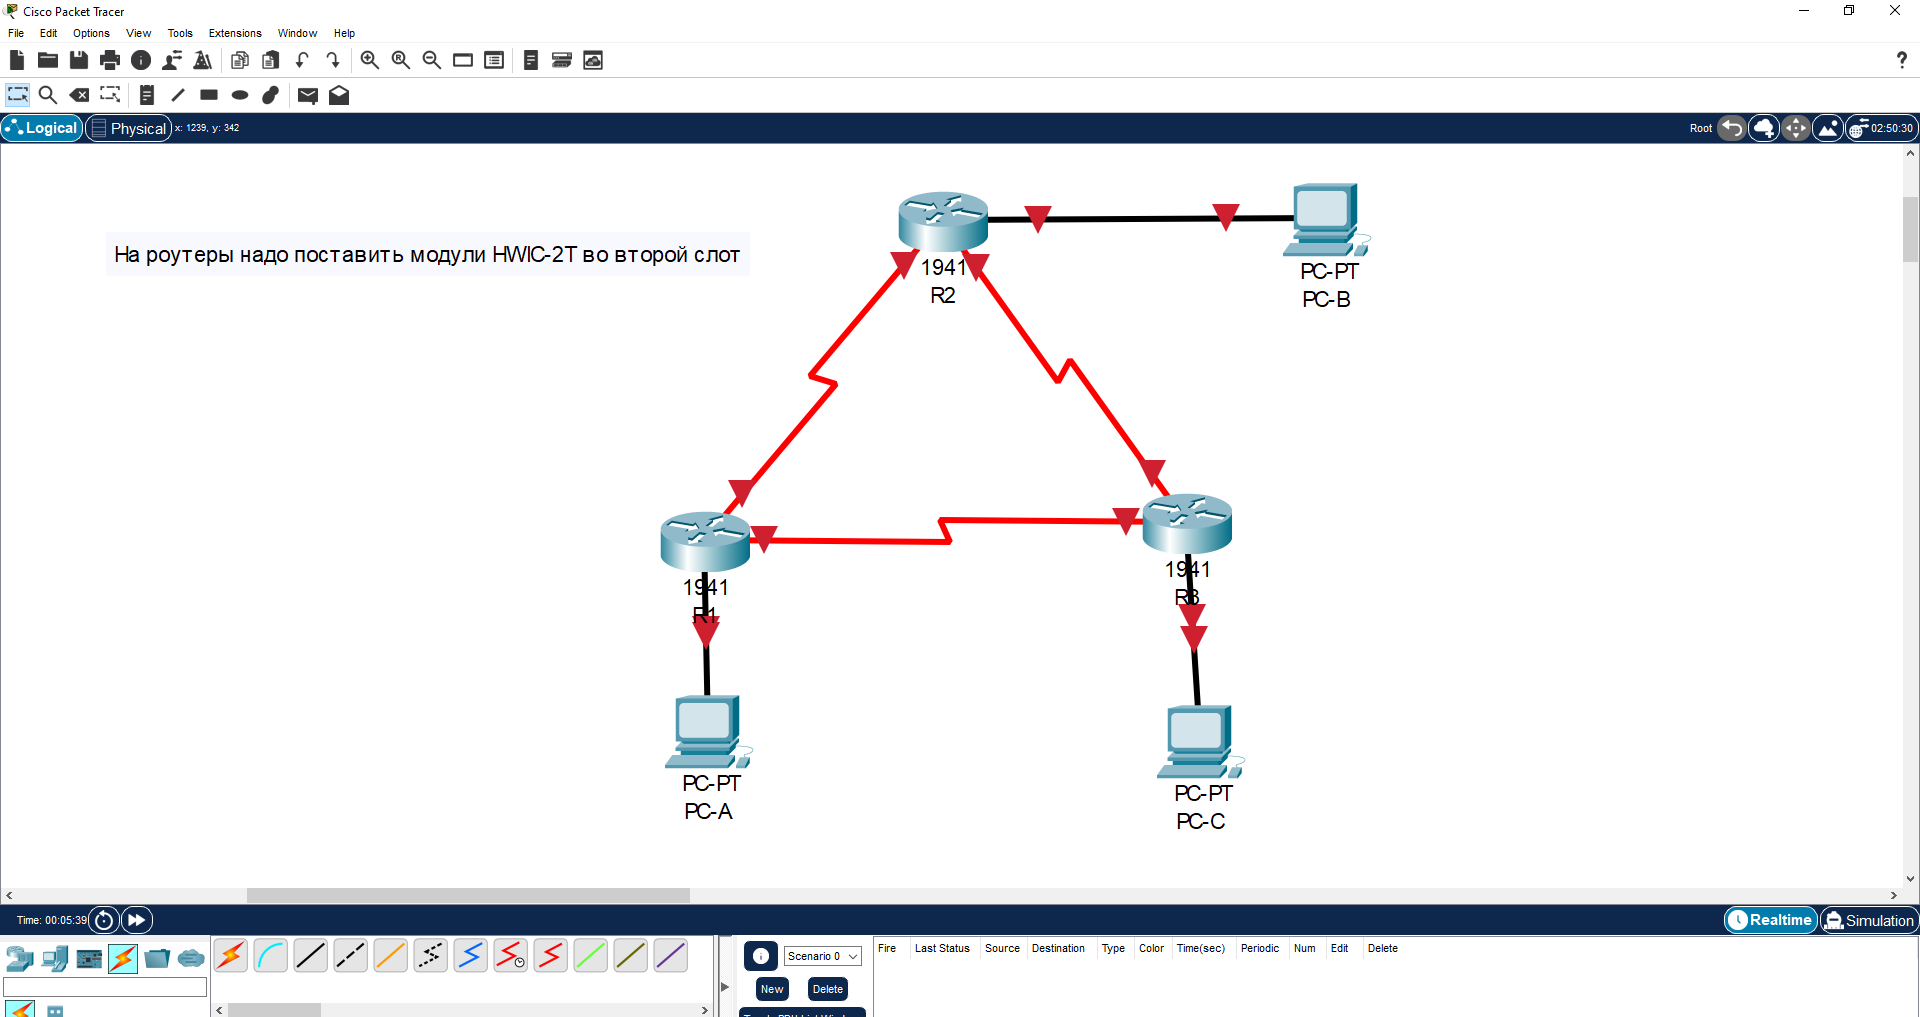 Cisco Packet Tracer
File Edit Options View Tools Extensions Window Help
Logical Physical x: 1239, y: 342 Root 02:50:30
На роутеры надо поставить модули HWIC-2T во второй слот
1941
R2
PC-PT
PC-B
1941
R1
1941
R3
PC-PT
PC-A
PC-PT
PC-C
Time: 00:05:39 Realtime Simulation
Scenario 0
New Delete
Fire Last Status Source Destination Type Color Time(sec) Periodic Num Edit Delete